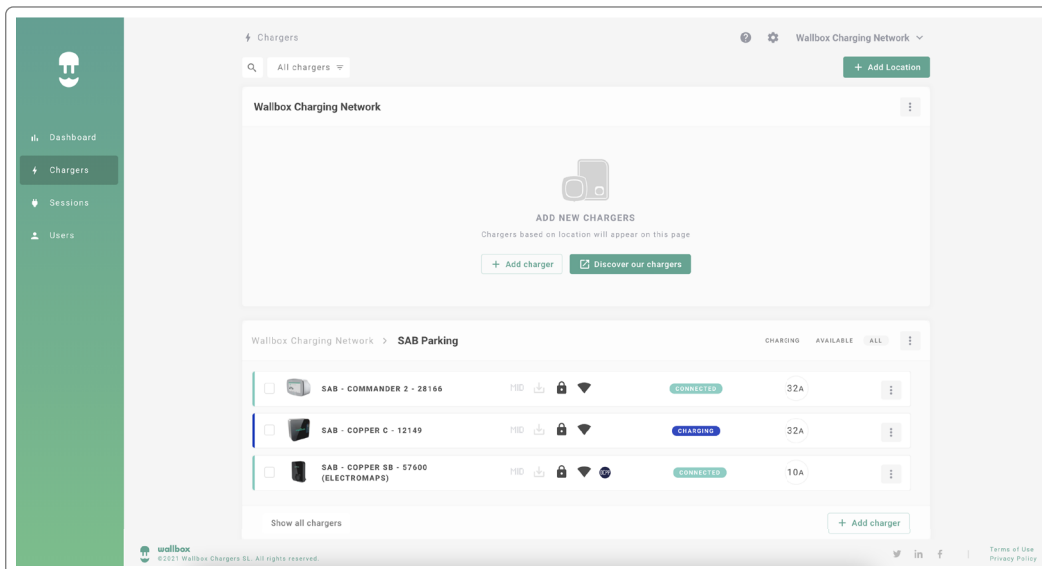 Chargers
Wallbox Charging Network
All chargers
+ Add Location
Wallbox Charging Network
Dashboard
Chargers
Sessions
Users
ADD NEW CHARGERS
Chargers based on location will appear on this page
+ Add charger
Discover our chargers
Wallbox Charging Network > SAB Parking
CHARGING AVAILABLE ALL
SAB - COMMANDER 2 - 28166 MID CONNECTED 32A
SAB - COPPER C - 12149 MID CHARGING 32A
SAB - COPPER SB - 57600
(ELECTROMAPS) MID CONNECTED 10A
Show all chargers
+ Add charger
wallbox
©2021 Wallbox Chargers SL. All rights reserved.
Terms of Use
Privacy Policy